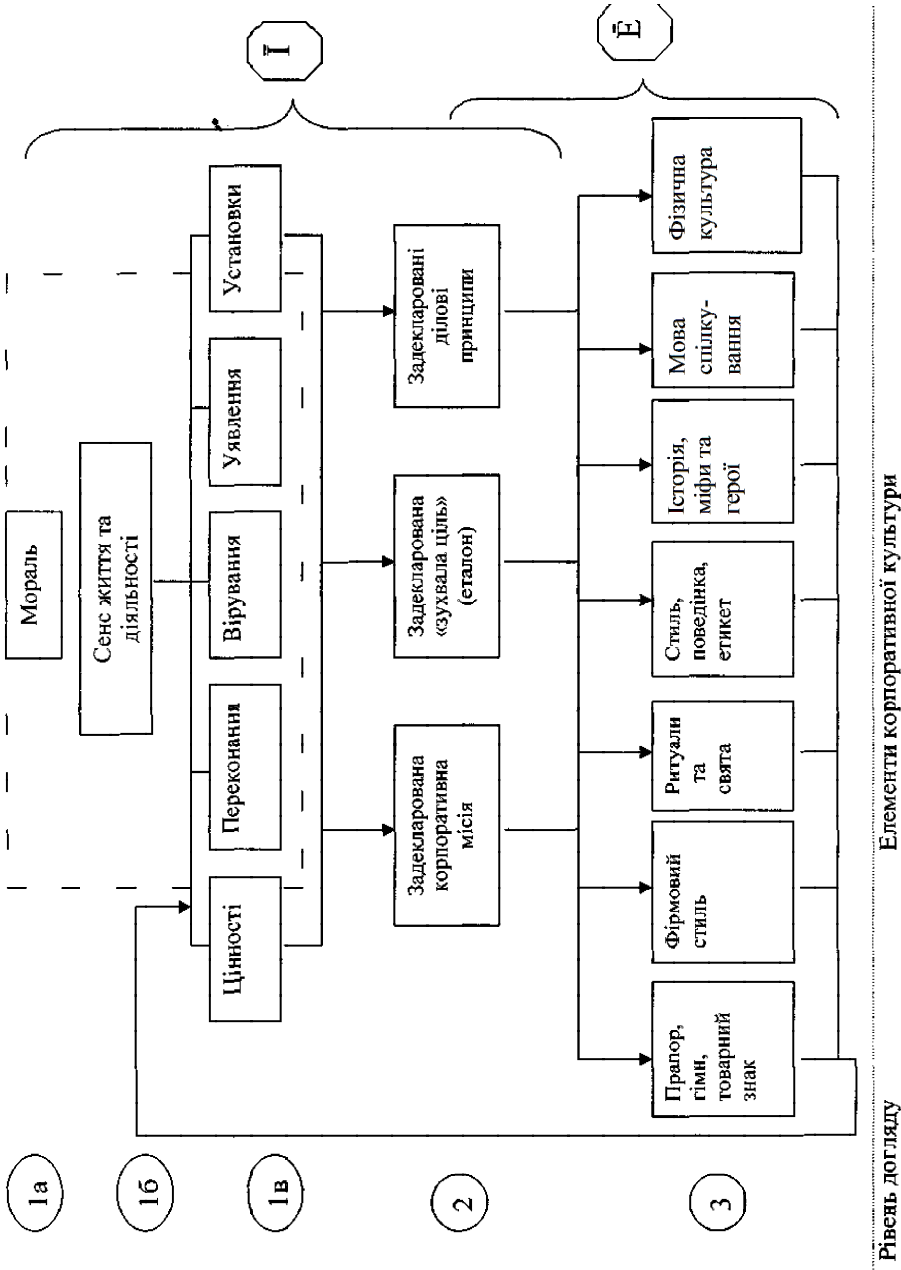 1а
Мораль
1б
Сенс життя та
діяльності
1в
Цінності
Переконання
Вірування
Уявлення
Установки
Ī
2
Задекларована
корпоративна
місія
Задекларована
«зухвала ціль»
(еталон)
Задекларовані
ділові
принципи
3
Прапор,
гімн,
товарний
знак
Фірмовий
стиль
Ритуали
та
свята
Стиль,
поведінка,
етикет
Історія,
міфи та
герої
Мова
спілку-
вання
Фізична
культура
Ē
Рівень догляду
Елементи корпоративної культури